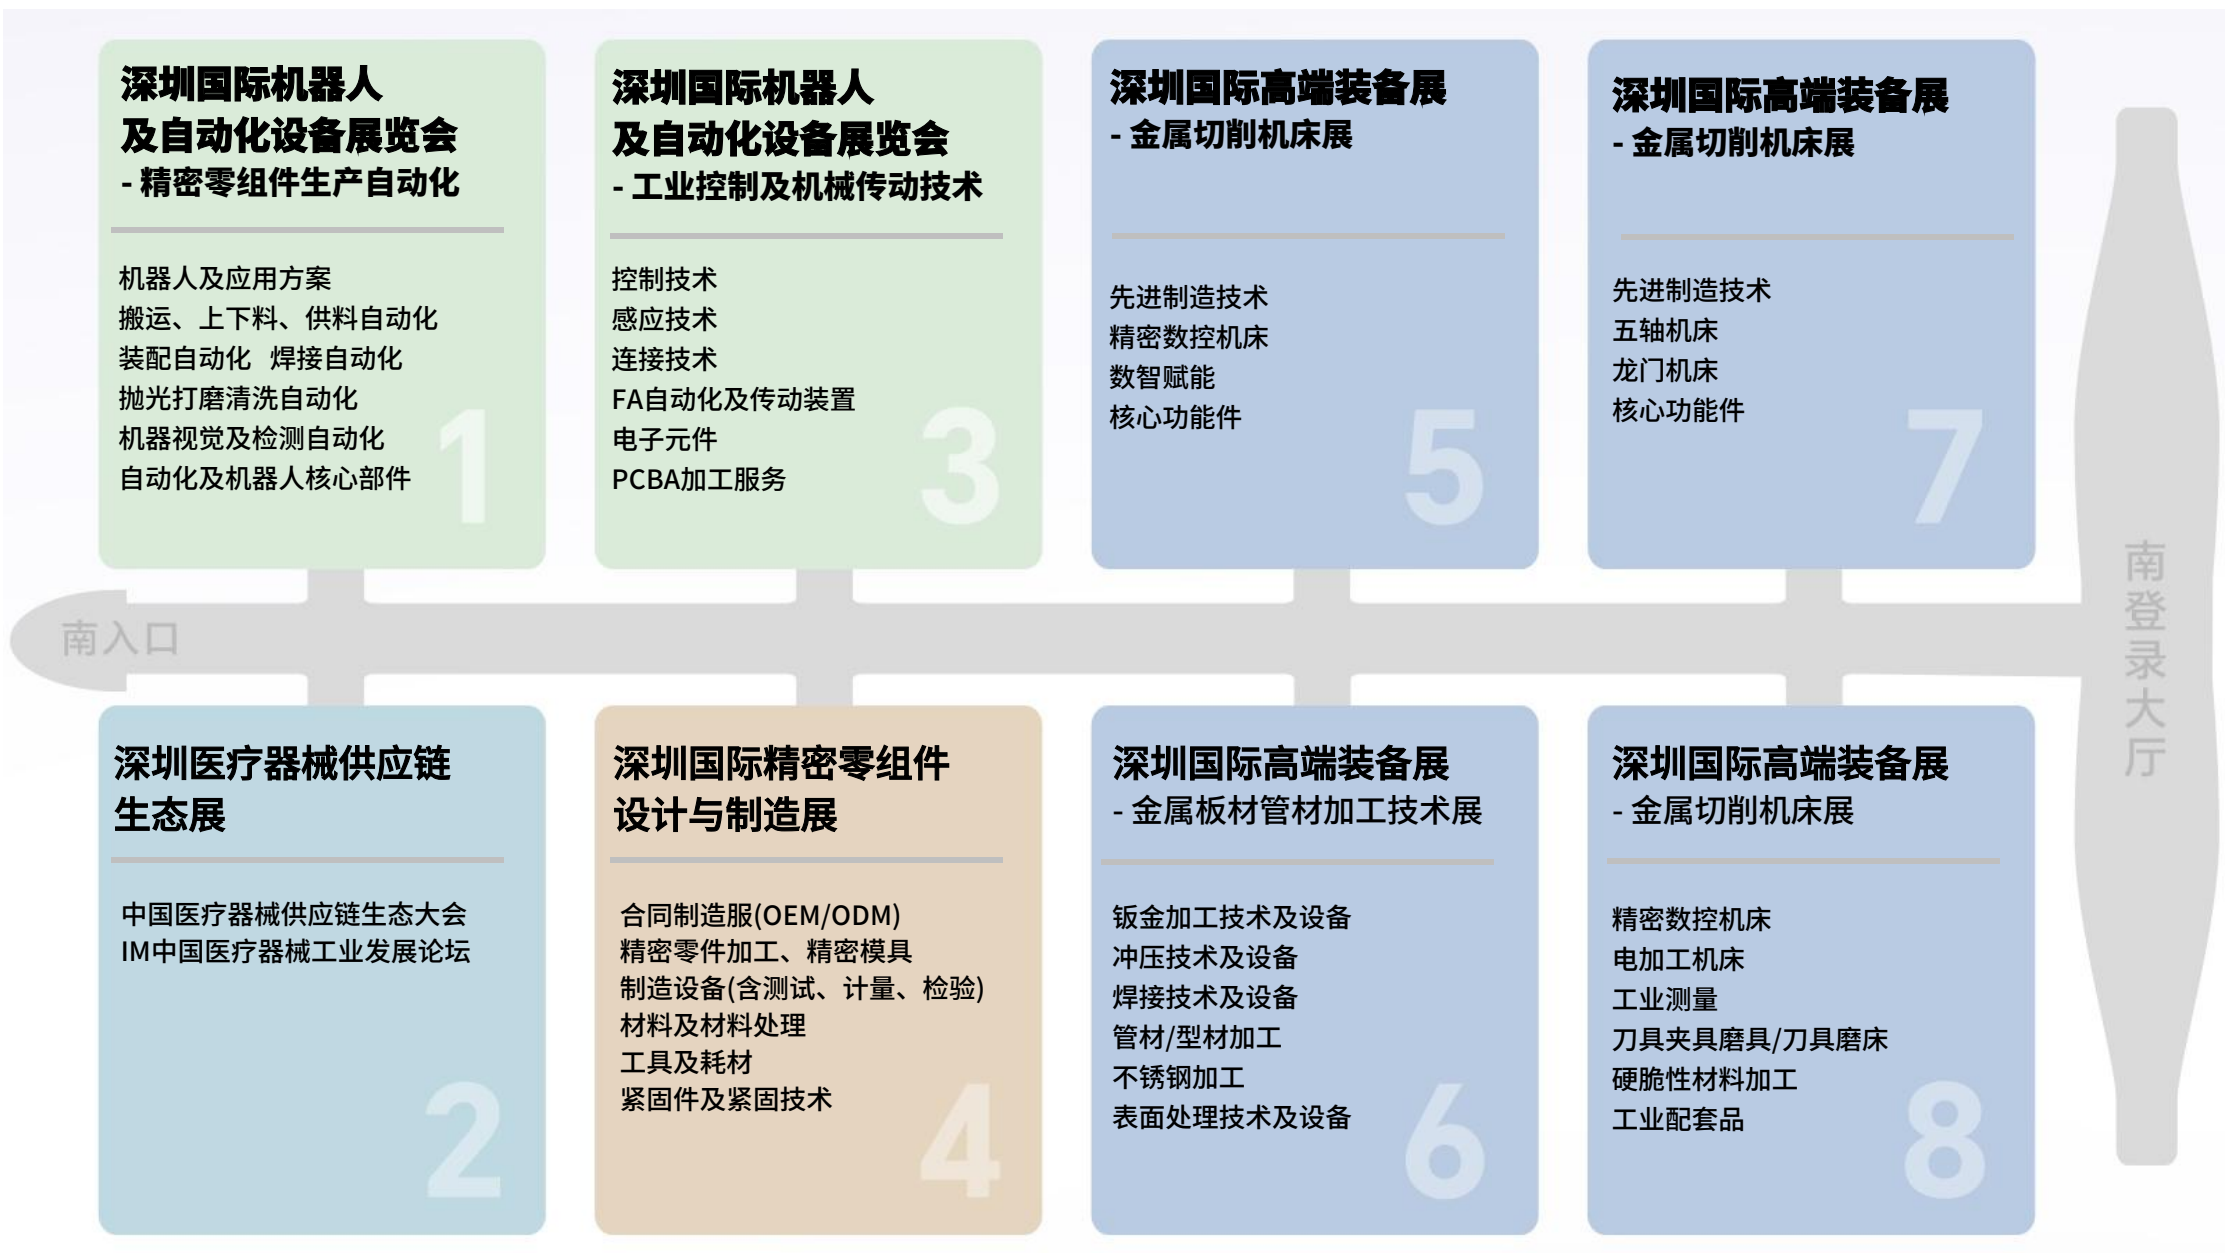 深圳国际机器人
及自动化设备展览会
- 精密零组件生产自动化
机器人及应用方案
搬运、上下料、供料自动化
装配自动化 焊接自动化
抛光打磨清洗自动化
机器视觉及检测自动化
自动化及机器人核心部件
1
深圳国际机器人
及自动化设备展览会
- 工业控制及机械传动技术
控制技术
感应技术
连接技术
FA自动化及传动装置
电子元件
PCBA加工服务
3
深圳国际高端装备展
- 金属切削机床展
先进制造技术
精密数控机床
数智赋能
核心功能件
5
深圳国际高端装备展
- 金属切削机床展
先进制造技术
五轴机床
龙门机床
核心功能件
7
南入口
南登录大厅
深圳医疗器械供应链
生态展
中国医疗器械供应链生态大会
IM中国医疗器械工业发展论坛
2
深圳国际精密零组件
设计与制造展
合同制造服(OEM/ODM)
精密零件加工、精密模具
制造设备(含测试、计量、检验)
材料及材料处理
工具及耗材
紧固件及紧固技术
4
深圳国际高端装备展
- 金属板材管材加工技术展
钣金加工技术及设备
冲压技术及设备
焊接技术及设备
管材/型材加工
不锈钢加工
表面处理技术及设备
6
深圳国际高端装备展
- 金属切削机床展
精密数控机床
电加工机床
工业测量
刀具夹具磨具/刀具磨床
硬脆性材料加工
工业配套品
8